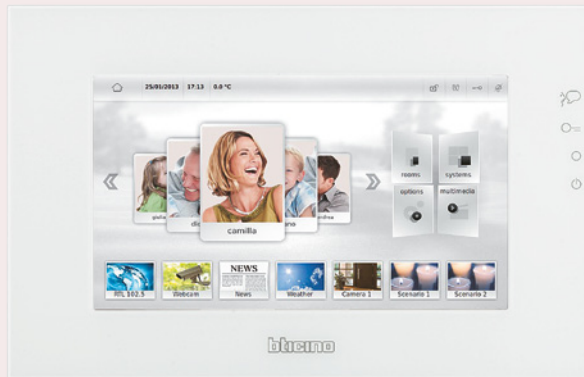 25/01/2013 17:13 0.0 °C
rooms systems
options multimedia
camilla
RTL 102.5 Webcam NEWS News Weather Camera 1 Scenario 1 Scenario 2
bticino